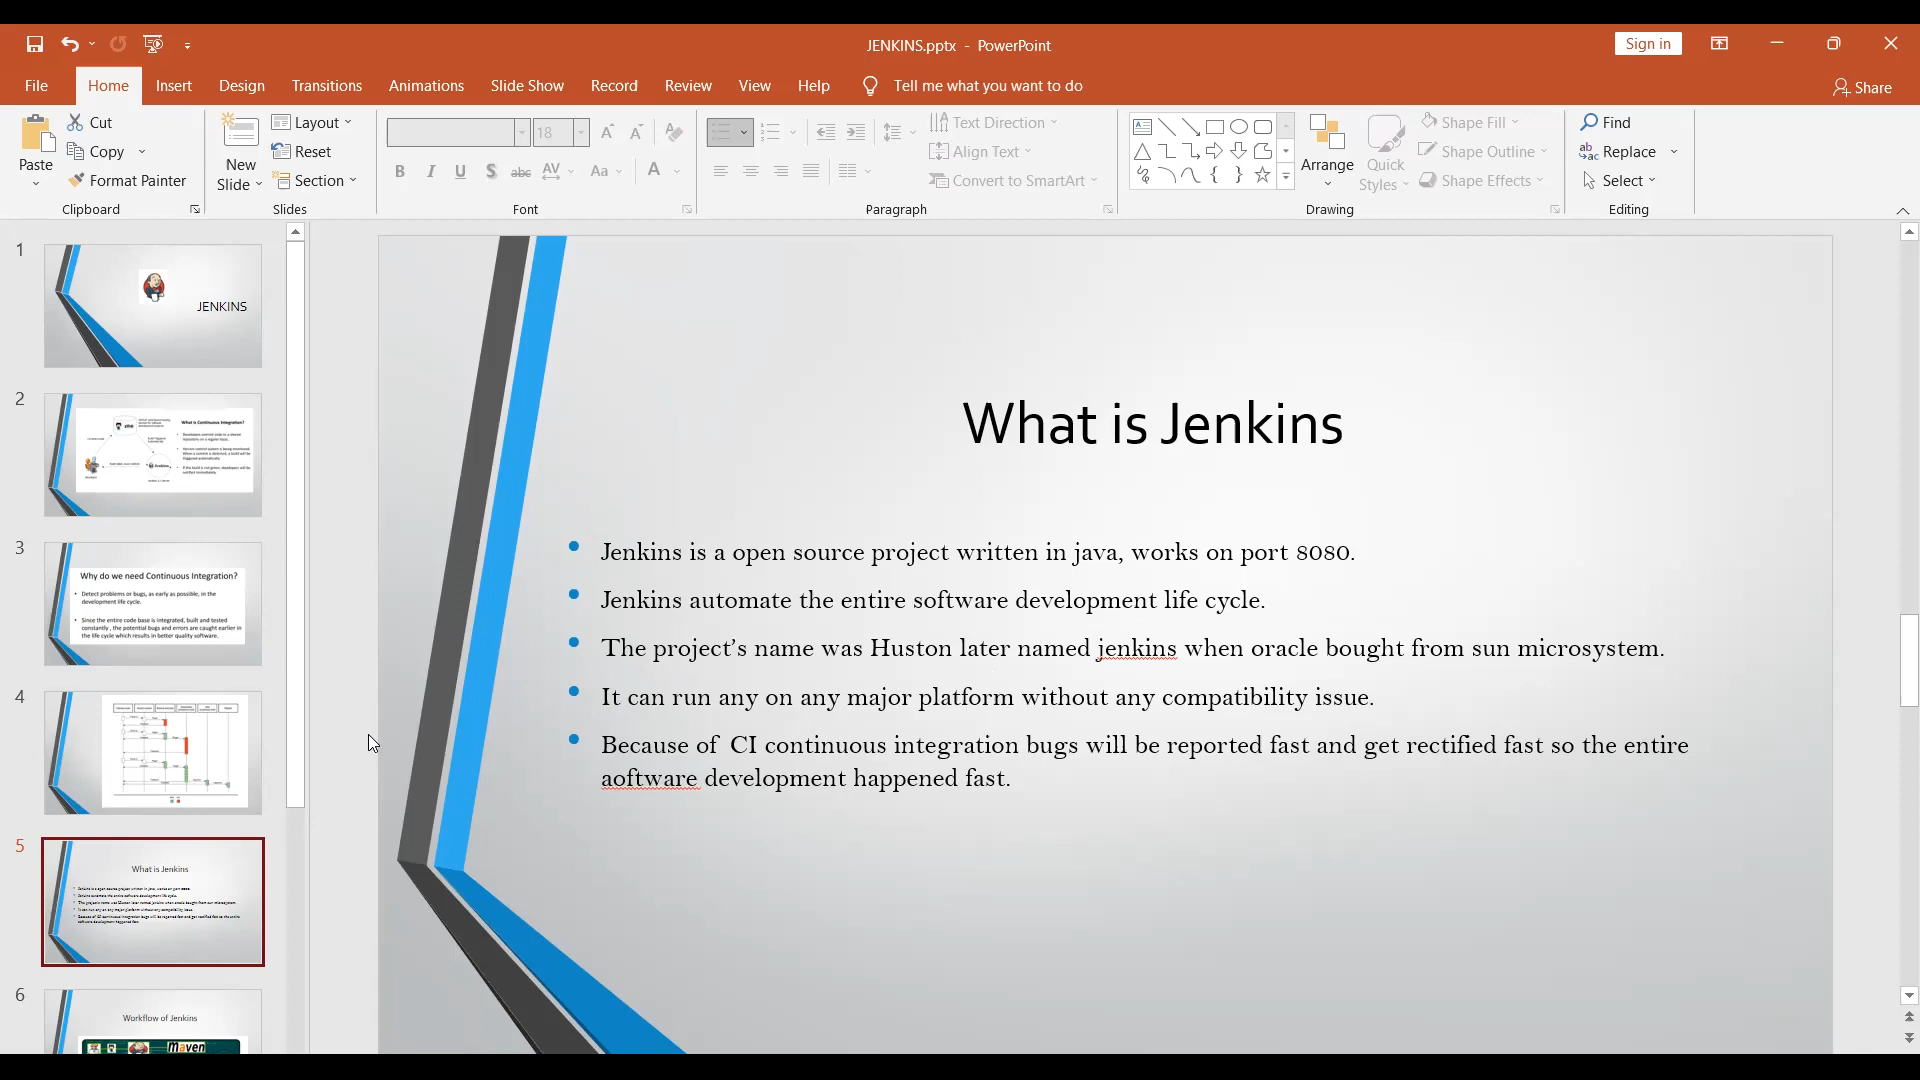 JENKINS.pptx - PowerPoint
Sign in
File Home Insert Design Transitions Animations Slide Show Record Review View Help Tell me what you want to do
Share
Paste
Cut
Copy
Format Painter
Clipboard
New Slide
Layout
Reset
Section
Slides
18
B I U S abc AV Aa A
Font
Text Direction
Align Text
Convert to SmartArt
Paragraph
Arrange
Quick Styles
Shape Fill
Shape Outline
Shape Effects
Drawing
Find
Replace
Select
Editing
1
JENKINS
2
What is Continuous Integration?
3
Why do we need Continuous Integration?
• Detect problems or bugs, as early as possible, in the
development life cycle.
• Since the entire code base is integrated, built and tested
constantly , the potential bugs and errors are caught earlier in
the life cycle which results in better quality software.
4
5
What is Jenkins
6
Workflow of Jenkins
Maven
What is Jenkins
• Jenkins is a open source project written in java, works on port 8080.
• Jenkins automate the entire software development life cycle.
• The project’s name was Huston later named jenkins when oracle bought from sun microsystem.
• It can run any on any major platform without any compatibility issue.
• Because of CI continuous integration bugs will be reported fast and get rectified fast so the entire
aoftware development happened fast.